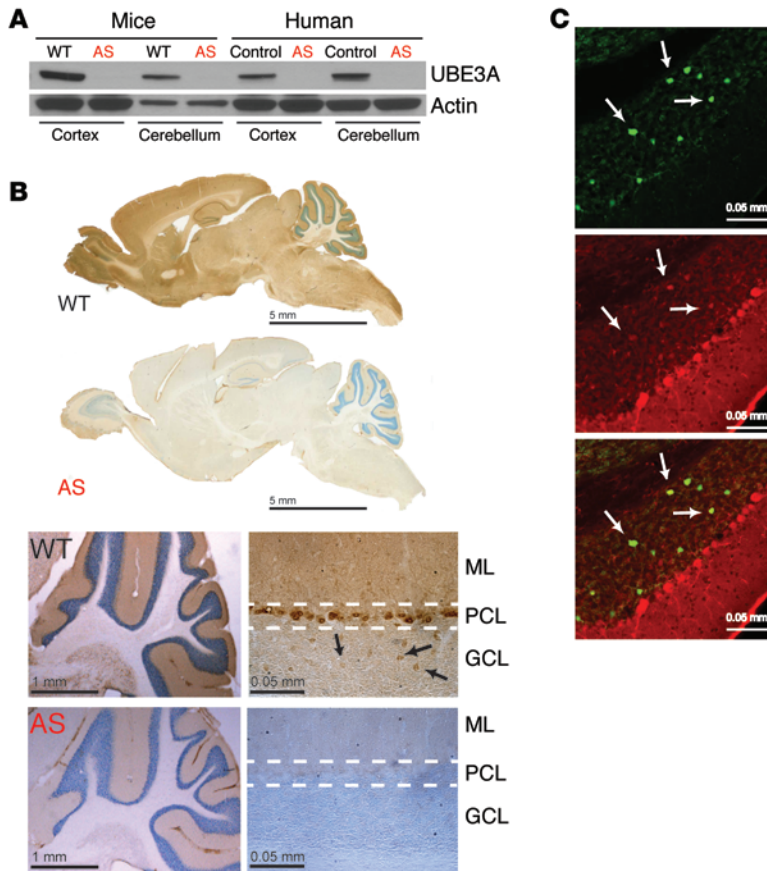 A
Mice Human
WT AS WT AS Control AS Control AS
UBE3A
Actin
Cortex Cerebellum Cortex Cerebellum
B
WT
5 mm
AS
5 mm
WT
1 mm
0.05 mm
ML
PCL
GCL
AS
1 mm
0.05 mm
ML
PCL
GCL
C
0.05 mm
0.05 mm
0.05 mm